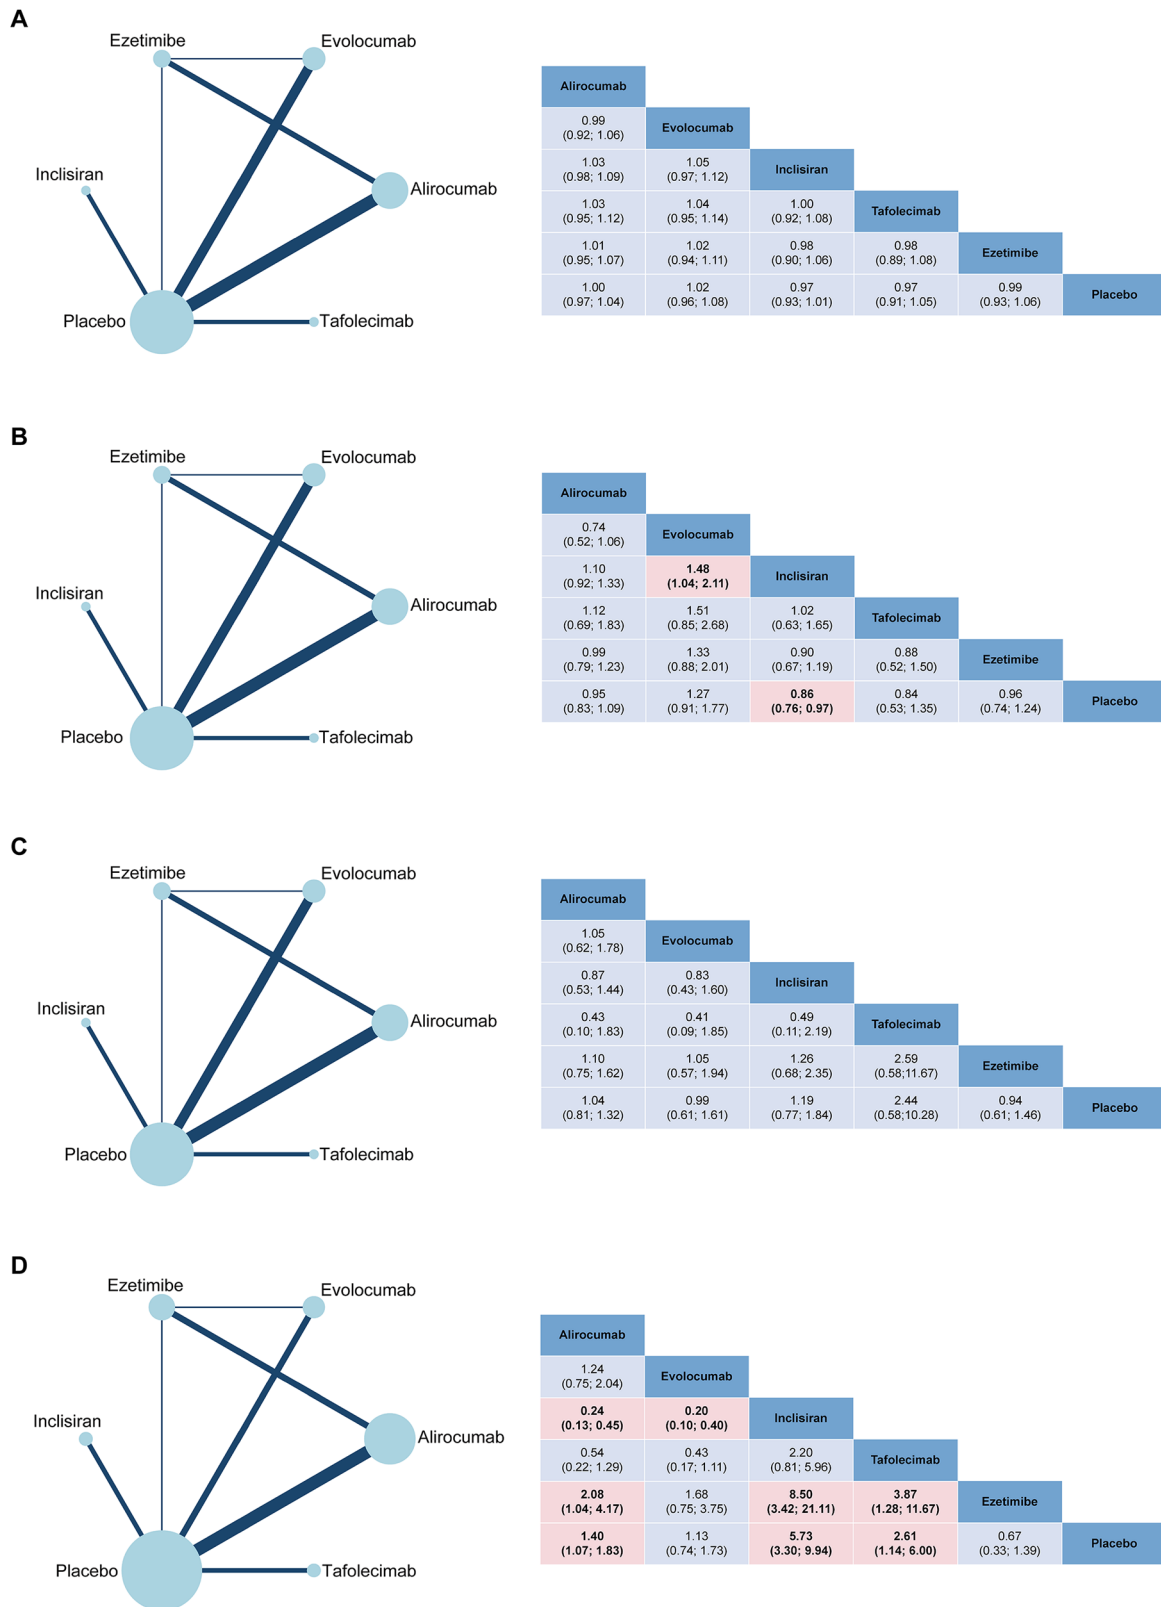 A
Ezetimibe
Evolocumab
Inclisiran
Alirocumab
Placebo
Tafolecimab
Alirocumab
0.99
(0.92; 1.06)
Evolocumab
1.03
(0.98; 1.09)
1.05
(0.97; 1.12)
Inclisiran
1.03
(0.95; 1.12)
1.04
(0.95; 1.14)
1.00
(0.92; 1.08)
Tafolecimab
1.01
(0.95; 1.07)
1.02
(0.94; 1.11)
0.98
(0.90; 1.06)
0.98
(0.89; 1.08)
Ezetimibe
1.00
(0.97; 1.04)
1.02
(0.96; 1.08)
0.97
(0.93; 1.01)
0.97
(0.91; 1.05)
0.99
(0.93; 1.06)
Placebo
B
Ezetimibe
Evolocumab
Inclisiran
Alirocumab
Placebo
Tafolecimab
Alirocumab
0.74
(0.52; 1.06)
Evolocumab
1.10
(0.92; 1.33)
1.48
(1.04; 2.11)
Inclisiran
1.12
(0.69; 1.83)
1.51
(0.85; 2.68)
1.02
(0.63; 1.65)
Tafolecimab
0.99
(0.79; 1.23)
1.33
(0.88; 2.01)
0.90
(0.67; 1.19)
0.88
(0.52; 1.50)
Ezetimibe
0.95
(0.83; 1.09)
1.27
(0.91; 1.77)
0.86
(0.76; 0.97)
0.84
(0.53; 1.35)
0.96
(0.74; 1.24)
Placebo
C
Ezetimibe
Evolocumab
Inclisiran
Alirocumab
Placebo
Tafolecimab
Alirocumab
1.05
(0.62; 1.78)
Evolocumab
0.87
(0.53; 1.44)
0.83
(0.43; 1.60)
Inclisiran
0.43
(0.10; 1.83)
0.41
(0.09; 1.85)
0.49
(0.11; 2.19)
Tafolecimab
1.10
(0.75; 1.62)
1.05
(0.57; 1.94)
1.26
(0.68; 2.35)
2.59
(0.58;11.67)
Ezetimibe
1.04
(0.81; 1.32)
0.99
(0.61; 1.61)
1.19
(0.77; 1.84)
2.44
(0.58;10.28)
0.94
(0.61; 1.46)
Placebo
D
Ezetimibe
Evolocumab
Inclisiran
Alirocumab
Placebo
Tafolecimab
Alirocumab
1.24
(0.75; 2.04)
Evolocumab
0.24
(0.13; 0.45)
0.20
(0.10; 0.40)
Inclisiran
0.54
(0.22; 1.29)
0.43
(0.17; 1.11)
2.20
(0.81; 5.96)
Tafolecimab
2.08
(1.04; 4.17)
1.68
(0.75; 3.75)
8.50
(3.42; 21.11)
3.87
(1.28; 11.67)
Ezetimibe
1.40
(1.07; 1.83)
1.13
(0.74; 1.73)
5.73
(3.30; 9.94)
2.61
(1.14; 6.00)
0.67
(0.33; 1.39)
Placebo